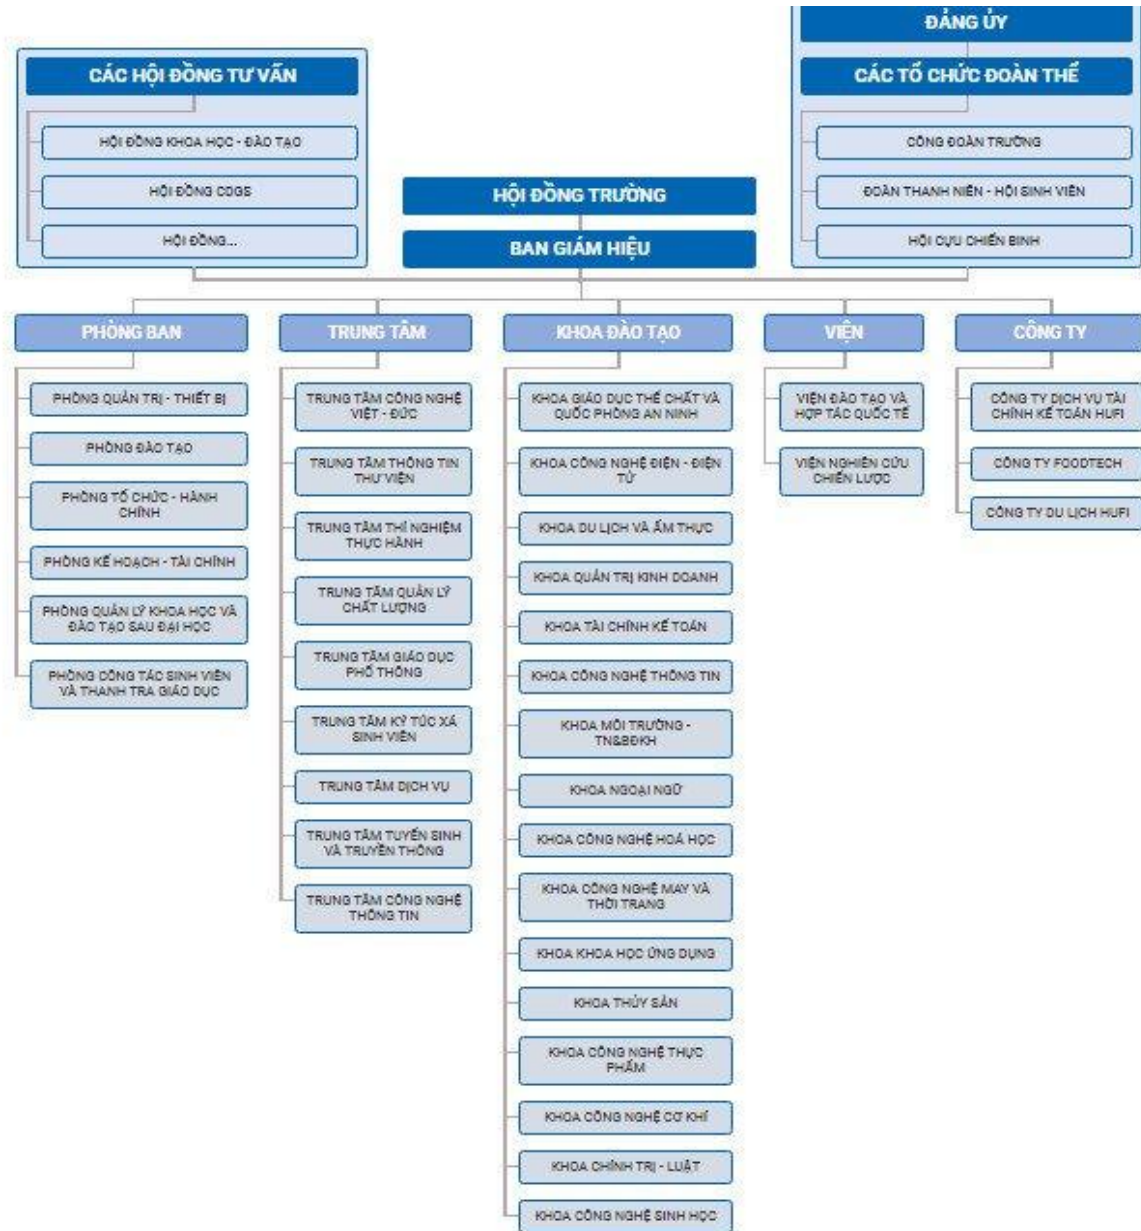 ĐẢNG ỦY
CÁC HỘI ĐỒNG TƯ VẤN
HỘI ĐỒNG KHOA HỌC - ĐÀO TẠO
HỘI ĐỒNG CDGS
HỘI ĐỒNG...
CÁC TỔ CHỨC ĐOÀN THỂ
CÔNG ĐOÀN TRƯỜNG
ĐOÀN THANH NIÊN - HỘI SINH VIÊN
HỘI CỰU CHIẾN BINH
HỘI ĐỒNG TRƯỜNG
BAN GIÁM HIỆU
PHÒNG BAN
PHÒNG QUẢN TRỊ - THIẾT BỊ
PHÒNG ĐÀO TẠO
PHÒNG TỔ CHỨC - HÀNH
CHÍNH
PHÒNG KẾ HOẠCH - TÀI CHÍNH
PHÒNG QUẢN LÝ KHOA HỌC VÀ
ĐÀO TẠO SAU ĐẠI HỌC
PHÒNG CÔNG TÁC SINH VIÊN
VÀ THANH TRA GIÁO DỤC
TRUNG TÂM
TRUNG TÂM CÔNG NGHỆ
VIỆT - ĐỨC
TRUNG TÂM THÔNG TIN
THƯ VIỆN
TRUNG TÂM THÍ NGHIỆM
THỰC HÀNH
TRUNG TÂM QUẢN LÝ
CHẤT LƯỢNG
TRUNG TÂM GIÁO DỤC
PHỔ THÔNG
TRUNG TÂM KÝ TÚC XÁ
SINH VIÊN
TRUNG TÂM DỊCH VỤ
TRUNG TÂM TUYỂN SINH
VÀ TRUYỀN THÔNG
TRUNG TÂM CÔNG NGHỆ
THÔNG TIN
KHOA ĐÀO TẠO
KHOA GIÁO DỤC THỂ CHẤT VÀ
QUỐC PHÒNG AN NINH
KHOA CÔNG NGHỆ ĐIỆN - ĐIỆN
TỬ
KHOA DU LỊCH VÀ ẨM THỰC
KHOA QUẢN TRỊ KINH DOANH
KHOA TÀI CHÍNH KẾ TOÁN
KHOA CÔNG NGHỆ THÔNG TIN
KHOA MÔI TRƯỜNG -
TN&BĐKH
KHOA NGOẠI NGỮ
KHOA CÔNG NGHỆ HOÁ HỌC
KHOA CÔNG NGHỆ MAY VÀ
THỜI TRANG
KHOA KHOA HỌC ỨNG DỤNG
KHOA THỦY SẢN
KHOA CÔNG NGHỆ THỰC
PHẨM
KHOA CÔNG NGHỆ CƠ KHÍ
KHOA CHÍNH TRỊ - LUẬT
KHOA CÔNG NGHỆ SINH HỌC
VIỆN
VIỆN ĐÀO TẠO VÀ
HỢP TÁC QUỐC TẾ
VIỆN NGHIÊN CỨU
CHIẾN LƯỢC
CÔNG TY
CÔNG TY DỊCH VỤ TÀI
CHÍNH KẾ TOÁN HUFI
CÔNG TY FOODTECH
CÔNG TY DU LỊCH HUFI